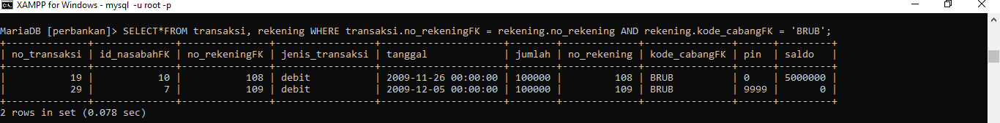 XAMPP for Windows - mysql -u root -p
MariaDB [perbankan]> SELECT*FROM transaksi, rekening WHERE transaksi.no_rekeningFK = rekening.no_rekening AND rekening.kode_cabangFK = 'BRUB';
+--------------+--------------+---------------+-----------------+---------------------+--------+-------------+---------------+------+---------+
| no_transaksi | id_nasabahFK | no_rekeningFK | jenis_transaksi | tanggal             | jumlah | no_rekening | kode_cabangFK | pin  | saldo   |
+--------------+--------------+---------------+-----------------+---------------------+--------+-------------+---------------+------+---------+
|           19 |           10 |           108 | debit           | 2009-11-26 00:00:00 | 100000 |         108 | BRUB          | 0    | 5000000 |
|           29 |            7 |           109 | debit           | 2009-12-05 00:00:00 | 100000 |         109 | BRUB          | 9999 |       0 |
+--------------+--------------+---------------+-----------------+---------------------+--------+-------------+---------------+------+---------+
2 rows in set (0.078 sec)